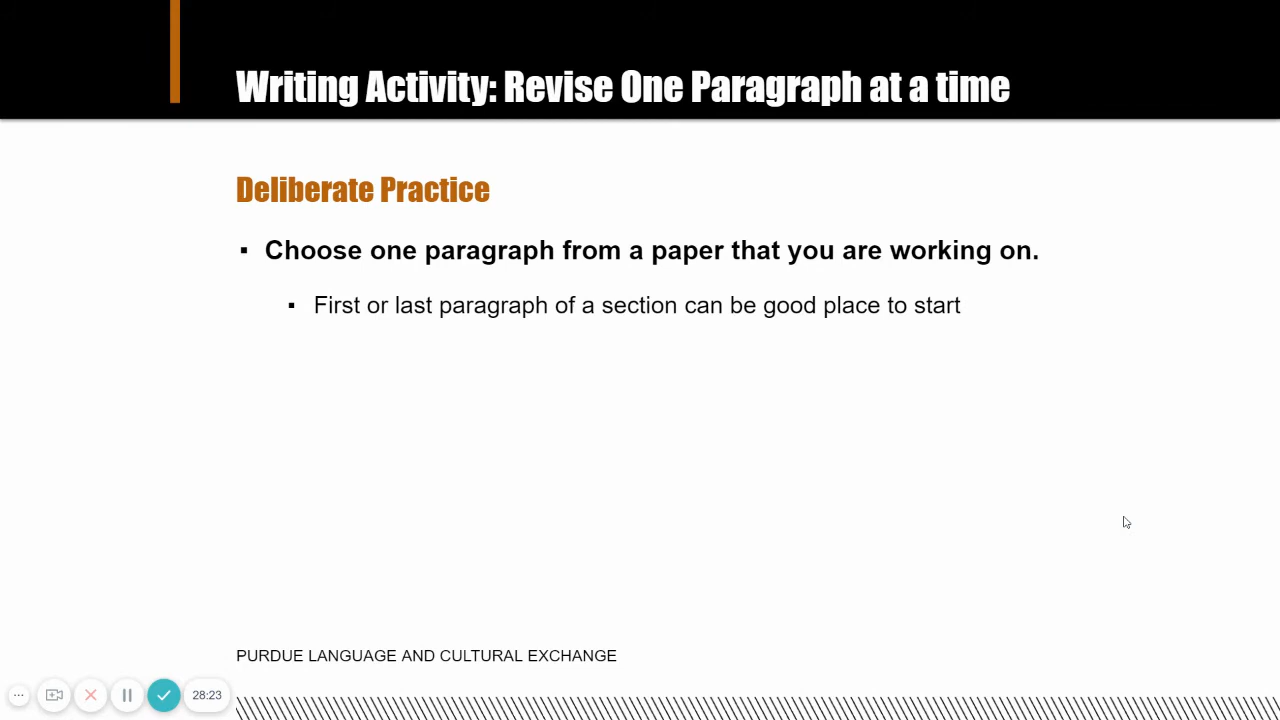 Writing Activity: Revise One Paragraph at a time
Deliberate Practice
▪ Choose one paragraph from a paper that you are working on.
▪ First or last paragraph of a section can be good place to start
PURDUE LANGUAGE AND CULTURAL EXCHANGE
28:23